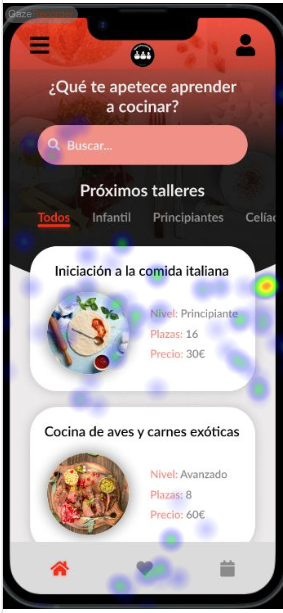 Gaze
¿Qué te apetece aprender
a cocinar?
Buscar...
Próximos talleres
Todos Infantil Principiantes Celíac
Iniciación a la comida italiana
Nivel: Principiante
Plazas: 16
Precio: 30€
Cocina de aves y carnes exóticas
Nivel: Avanzado
Plazas: 8
Precio: 60€